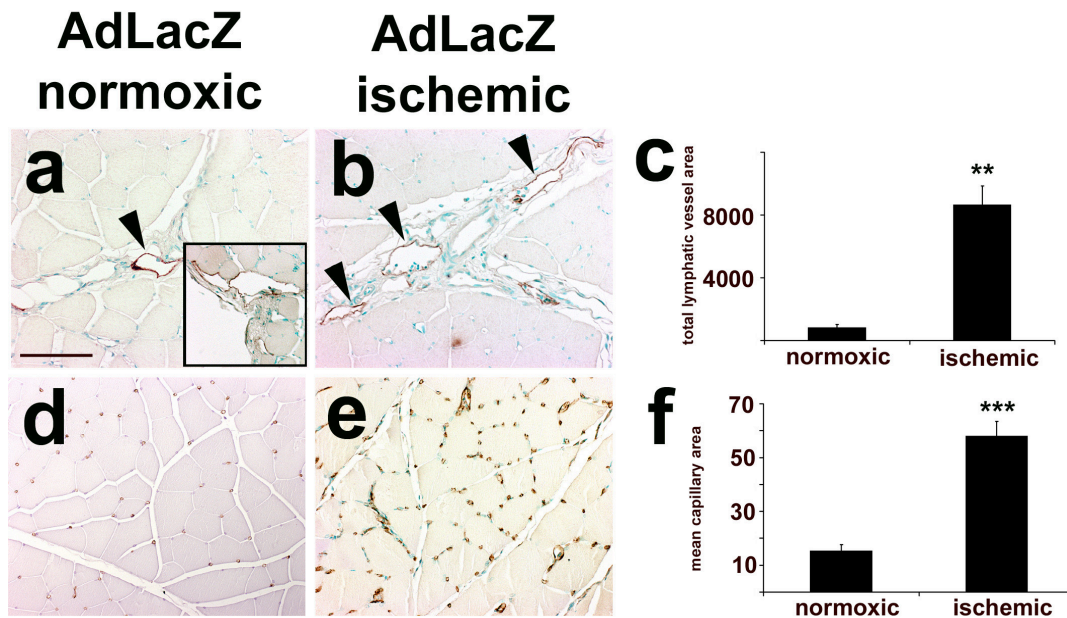 AdLacZ
normoxic
AdLacZ
ischemic
a
b
c
total lymphatic vessel area
8000
4000
**
normoxic
ischemic
d
e
f
mean capillary area
70
50
30
10
***
normoxic
ischemic